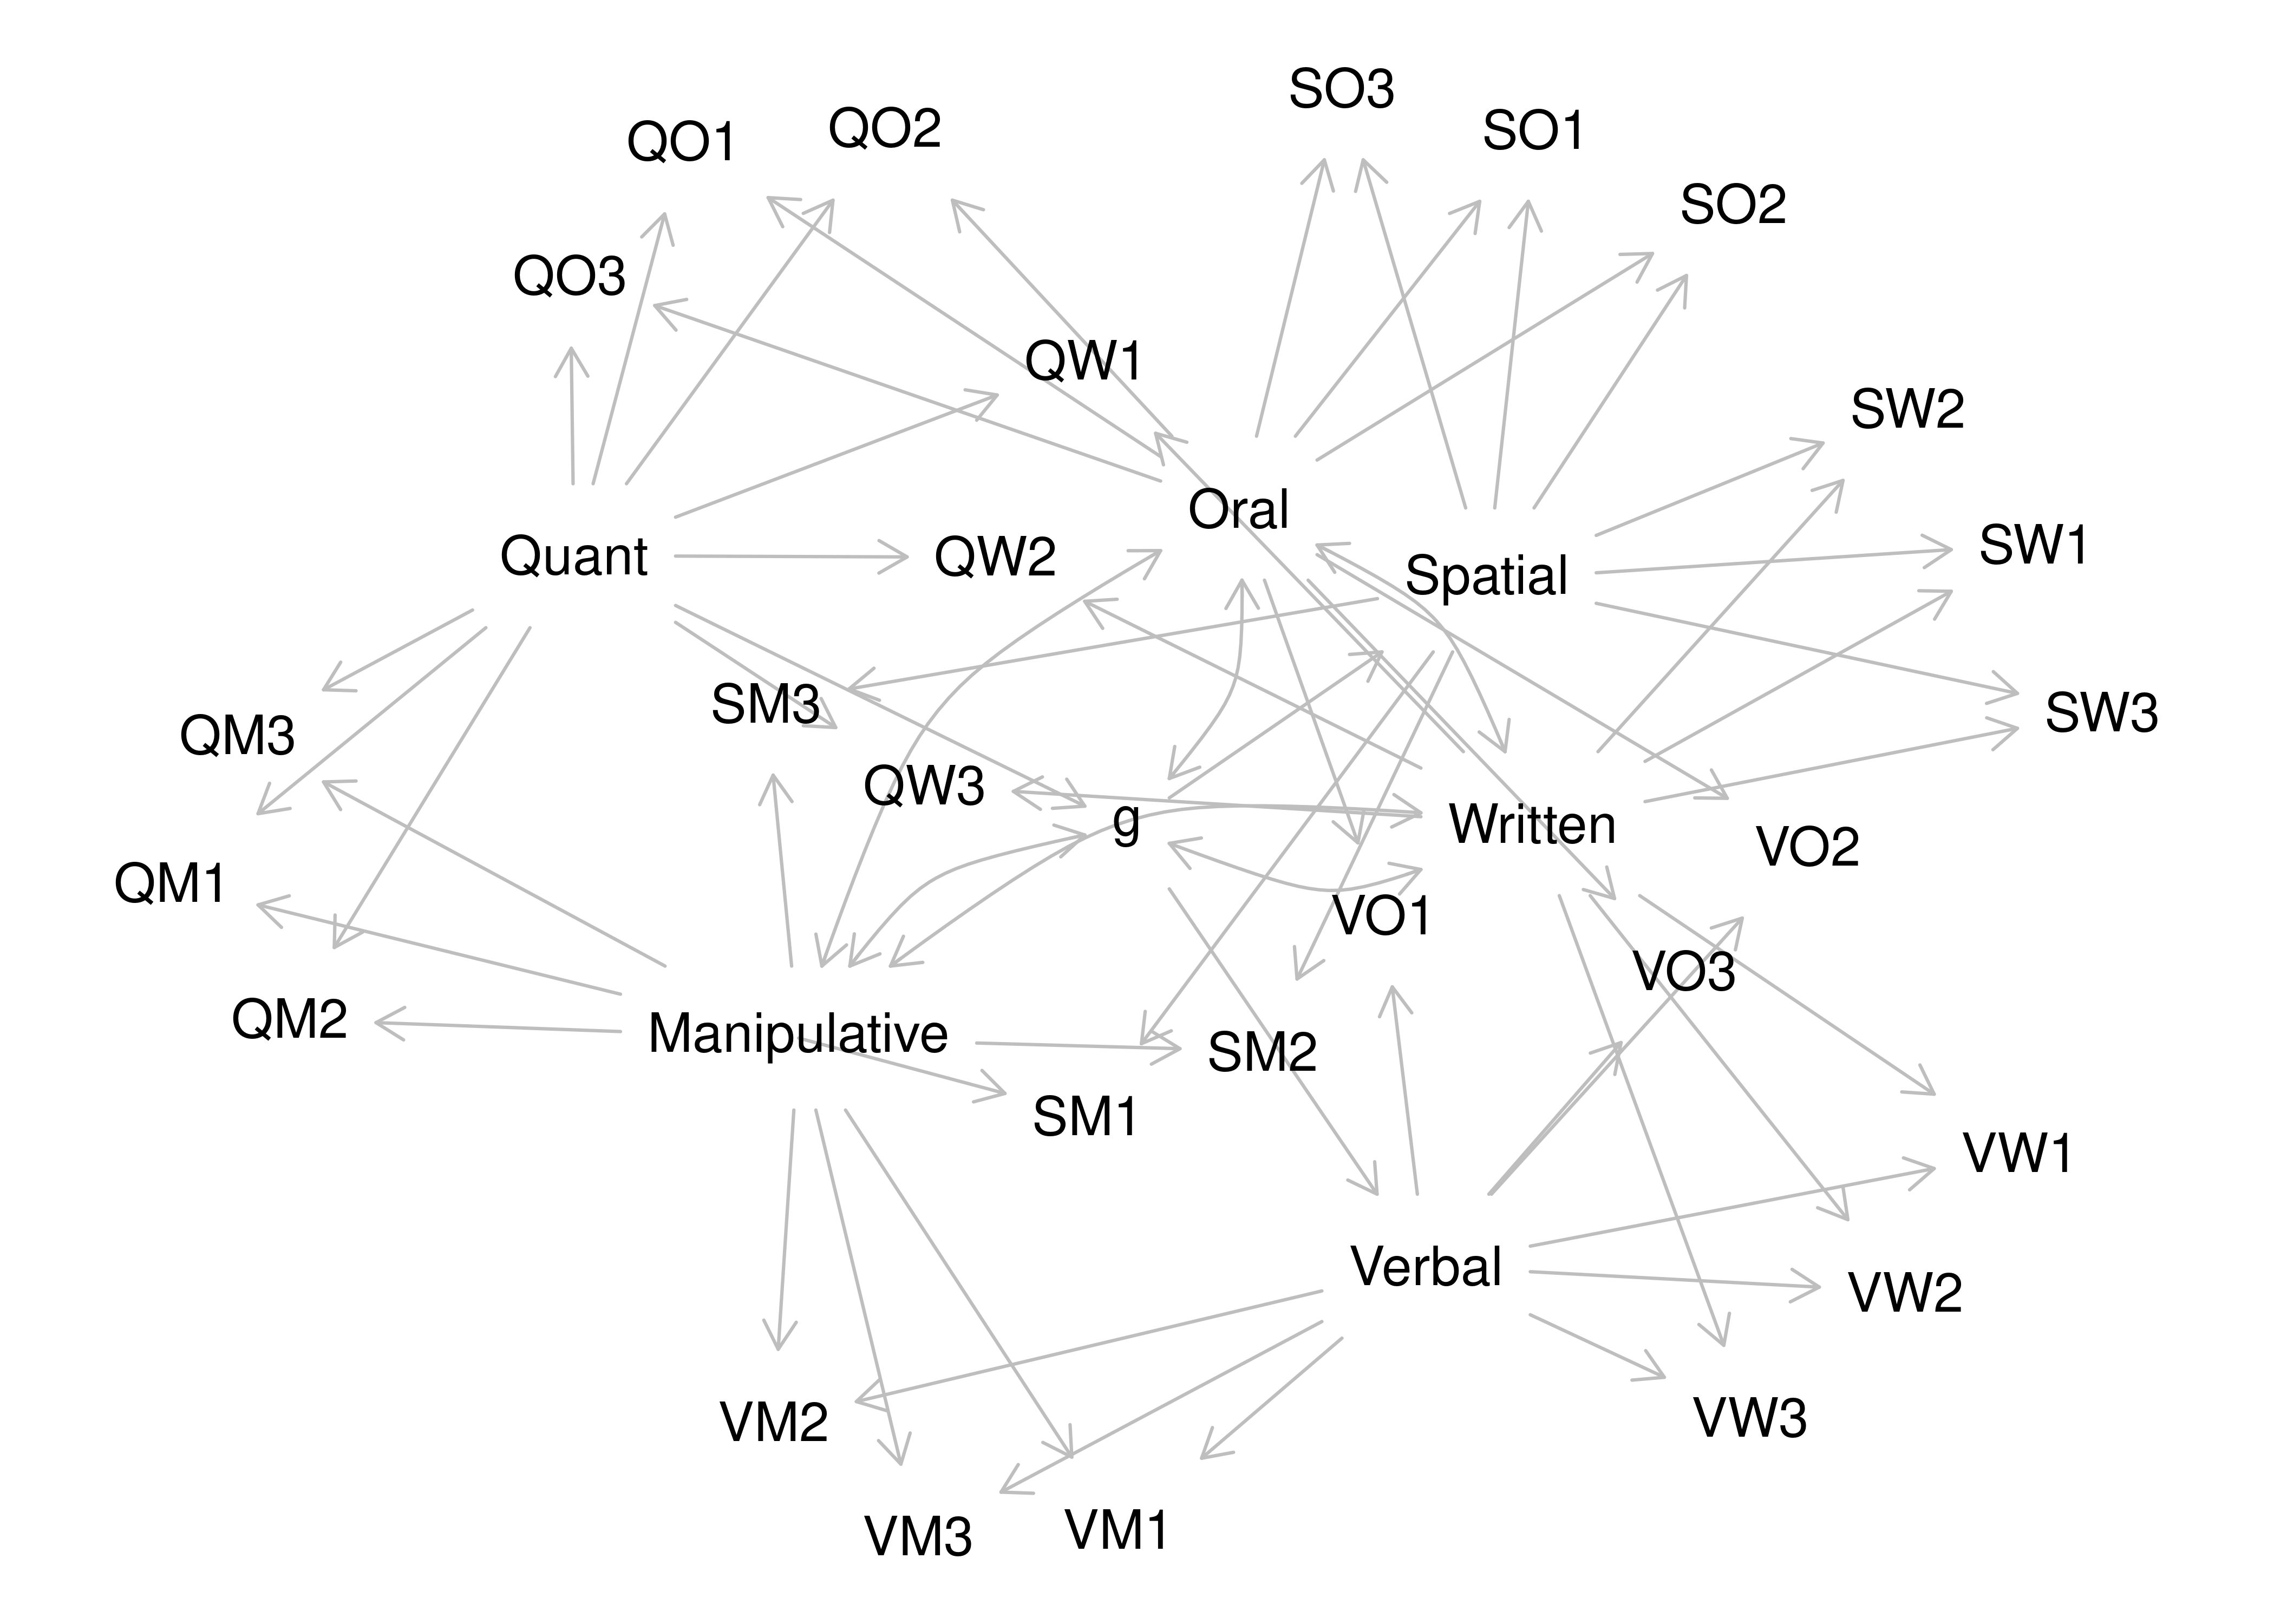 SO3
QO2
SO1
QO1
SO2
QO3
QW1
SW2
Oral
SW1
Quant
QW2
Spatial
SM3
SW3
QM3
QW3
g
Written
VO2
QM1
VO1
VO3
QM2
Manipulative
SM2
SM1
VW1
Verbal
VW2
VM2
VW3
VM3
VM1